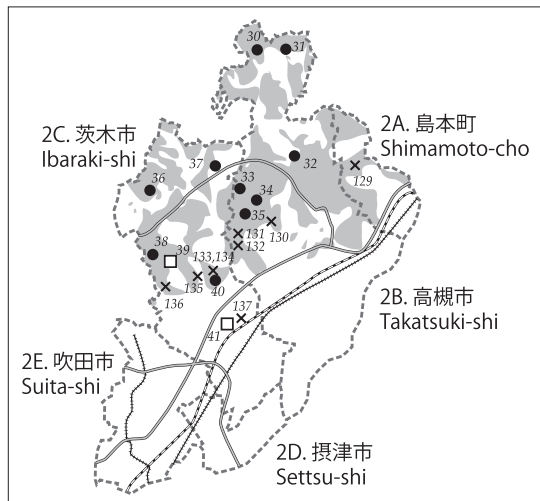 30
31
2C. 茨木市
Ibaraki-shi
2A. 島本町
Shimamoto-cho
37
32
129
36
33
34
35
130
131
132
38
39
133,134
135
40
136
137
41
2B. 高槻市
Takatsuki-shi
2E. 吹田市
Suita-shi
2D. 摂津市
Settsu-shi